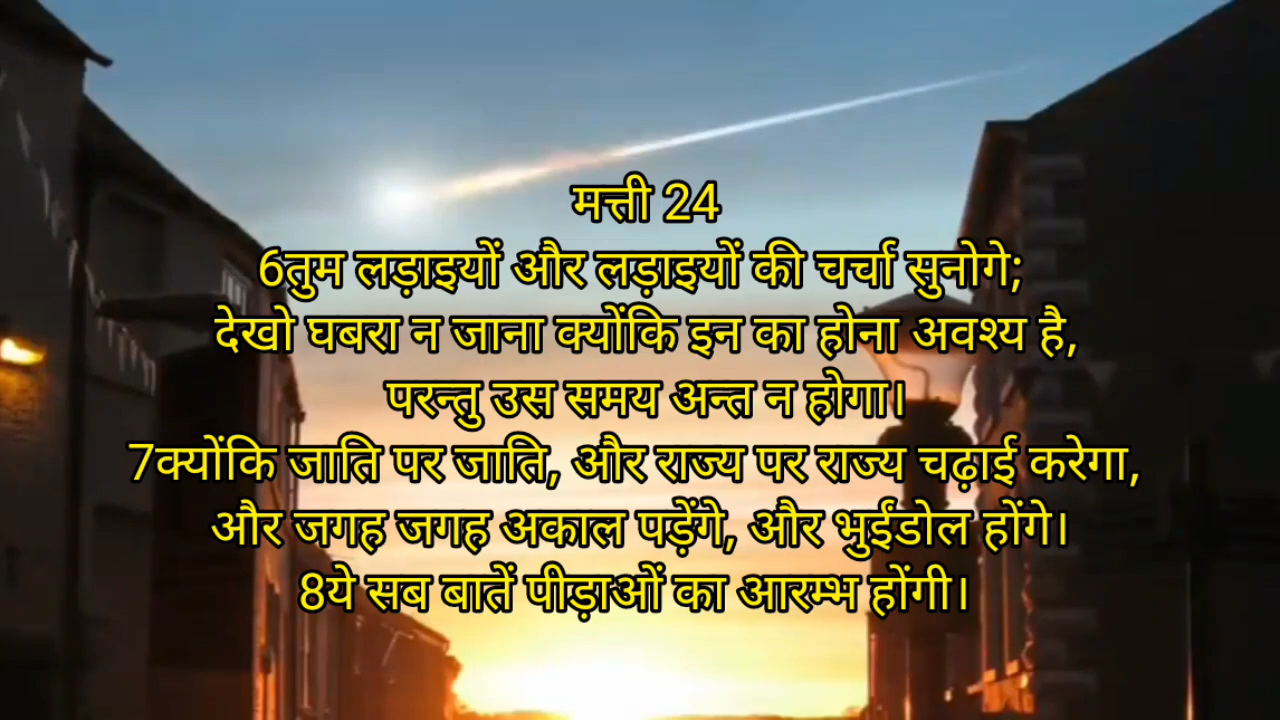 मत्ती 24
6तुम लड़ाइयों और लड़ाइयों की चर्चा सुनोगे;
देखो घबरा न जाना क्योंकि इन का होना अवश्य है,
परन्तु उस समय अन्त न होगा।
7क्योंकि जाति पर जाति, और राज्य पर राज्य चढ़ाई करेगा,
और जगह जगह अकाल पड़ेंगे, और भुईंडोल होंगे।
8ये सब बातें पीड़ाओं का आरम्भ होंगी।